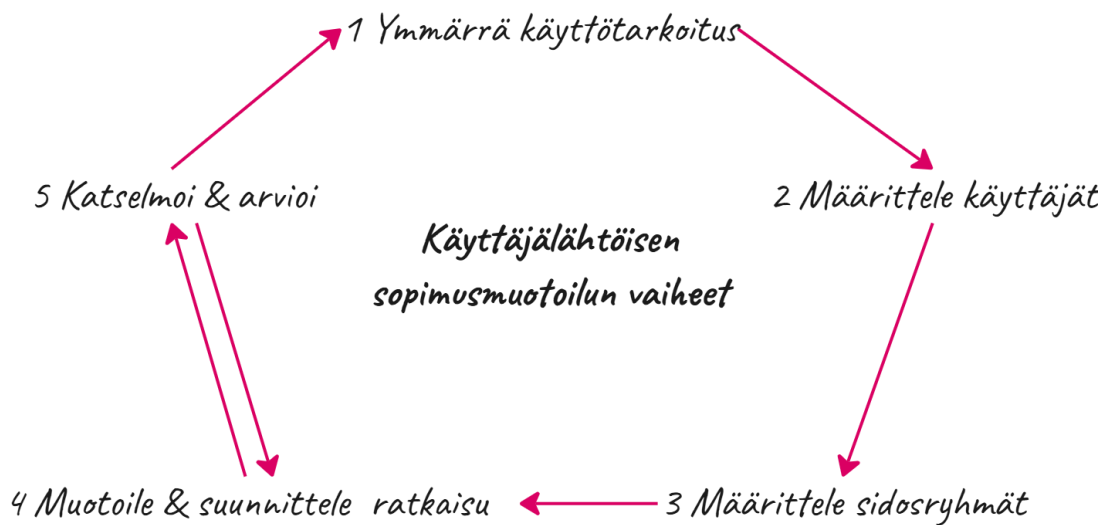 1 Ymmärrä käyttötarkoitus
2 Määrittele käyttäjät
3 Määrittele sidosryhmät
4 Muotoile & suunnittele ratkaisu
5 Katselmoi & arvioi
Käyttäjälähtöisen
sopimusmuotoilun vaiheet